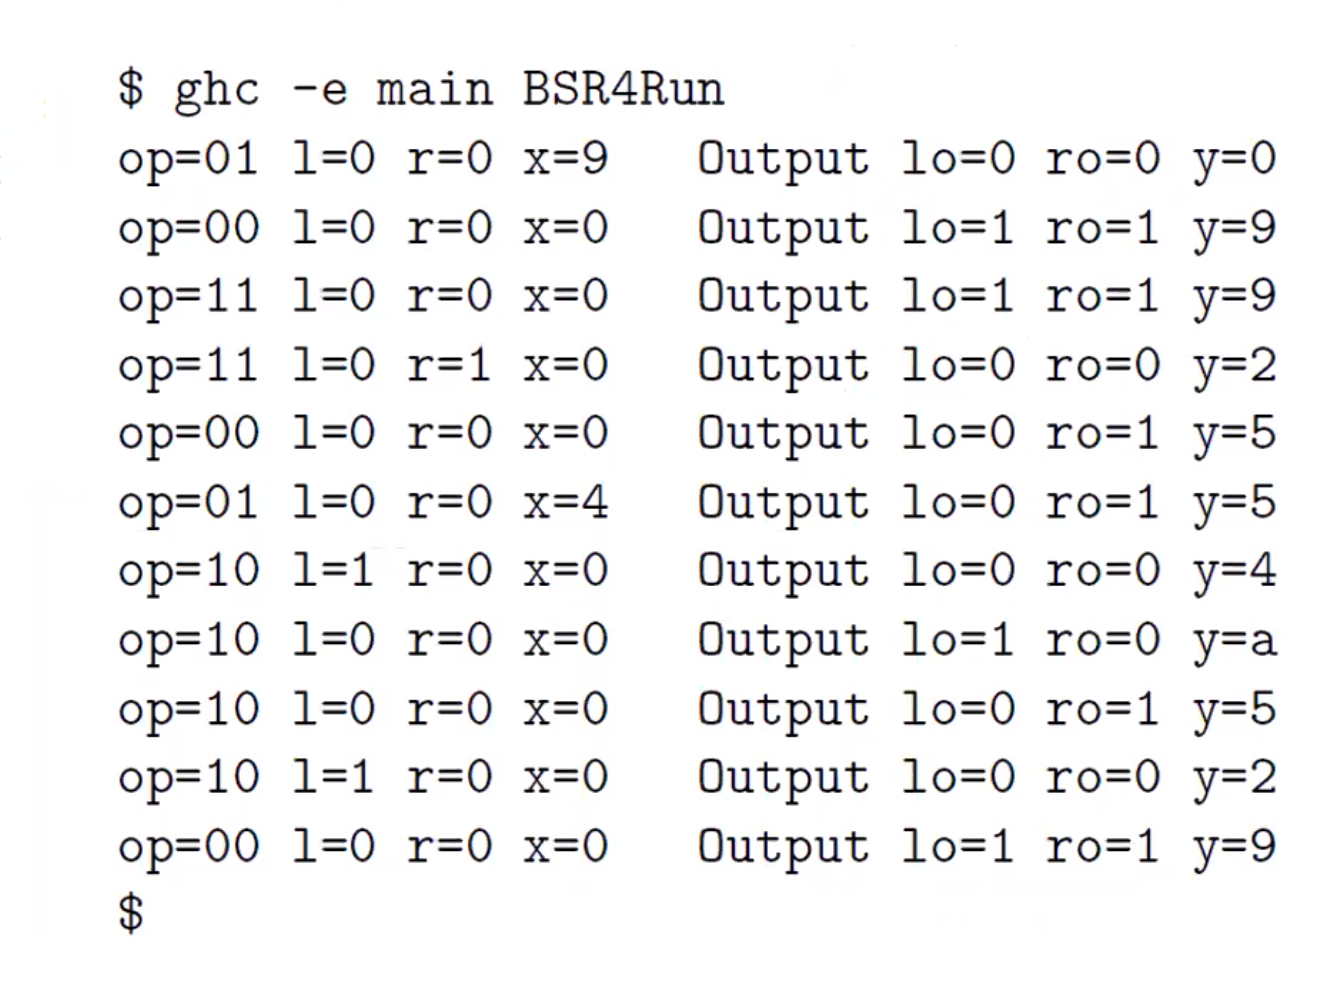 $ ghc -e main BSR4Run
op=01 l=0 r=0 x=9   Output lo=0 ro=0 y=0
op=00 l=0 r=0 x=0   Output lo=1 ro=1 y=9
op=11 l=0 r=0 x=0   Output lo=1 ro=1 y=9
op=11 l=0 r=1 x=0   Output lo=0 ro=0 y=2
op=00 l=0 r=0 x=0   Output lo=0 ro=1 y=5
op=01 l=0 r=0 x=4   Output lo=0 ro=1 y=5
op=10 l=1 r=0 x=0   Output lo=0 ro=0 y=4
op=10 l=0 r=0 x=0   Output lo=1 ro=0 y=a
op=10 l=0 r=0 x=0   Output lo=0 ro=1 y=5
op=10 l=1 r=0 x=0   Output lo=0 ro=0 y=2
op=00 l=0 r=0 x=0   Output lo=1 ro=1 y=9
$